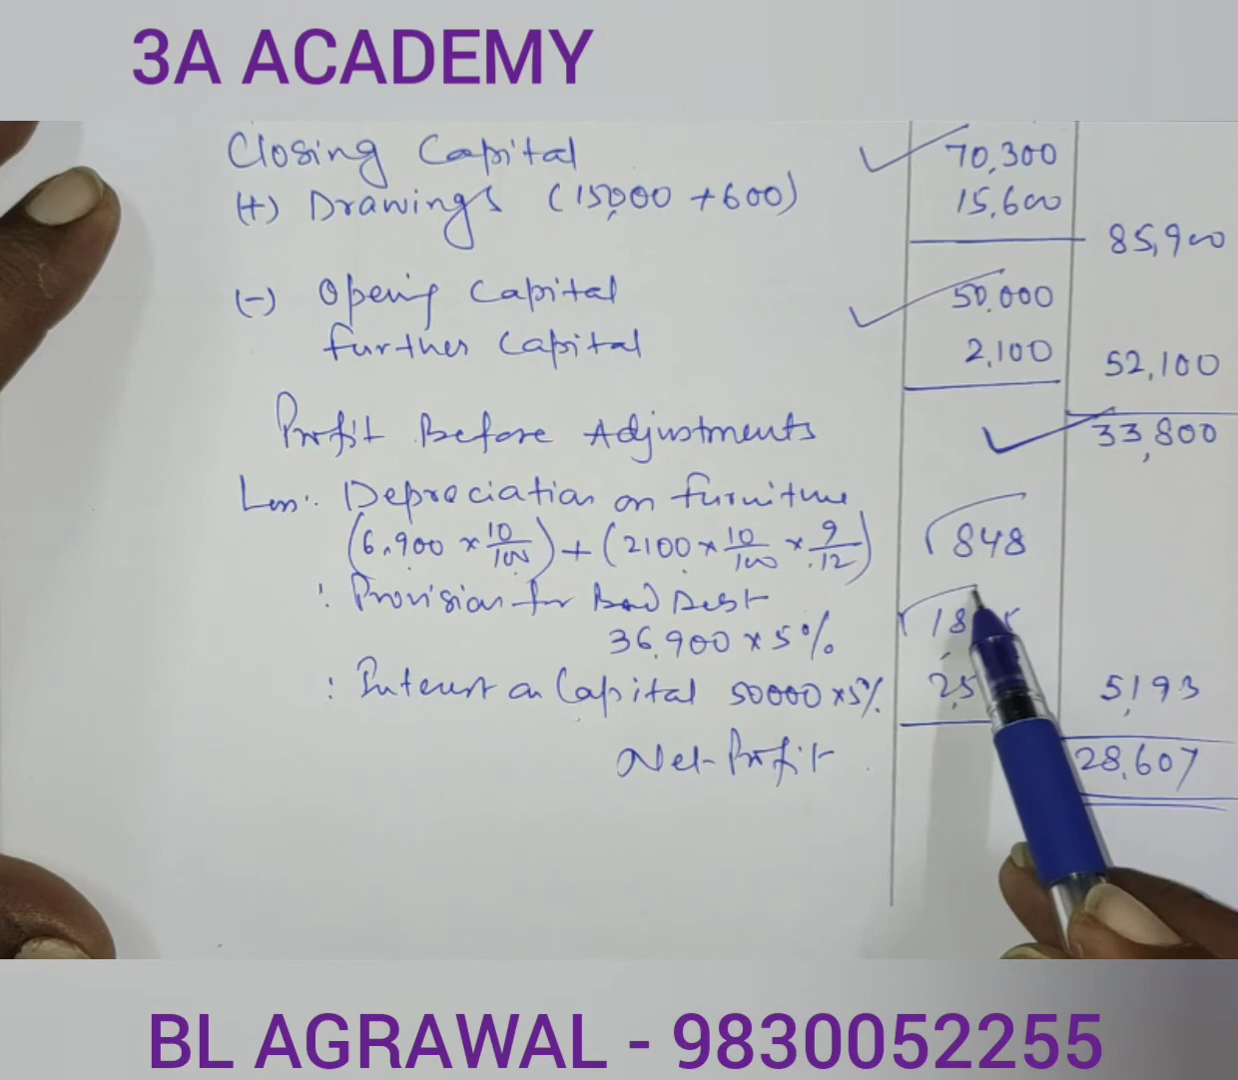 3A ACADEMY
Closing Capital 70,300
(+) Drawings (15,000 + 600) 15,600
85,900
(-) Opening Capital 50,000
further Capital 2,100 52,100
Profit Before Adjustments 33,800
Less: Depreciation on furniture
(6,900 × 10/100) + (2100 × 10/100 × 9/12) 848
: Provision for Bad Debt
36,900 × 5%
: Interest on Capital 50000 × 5% 5,193
Net Profit 28,607
BL AGRAWAL - 9830052255